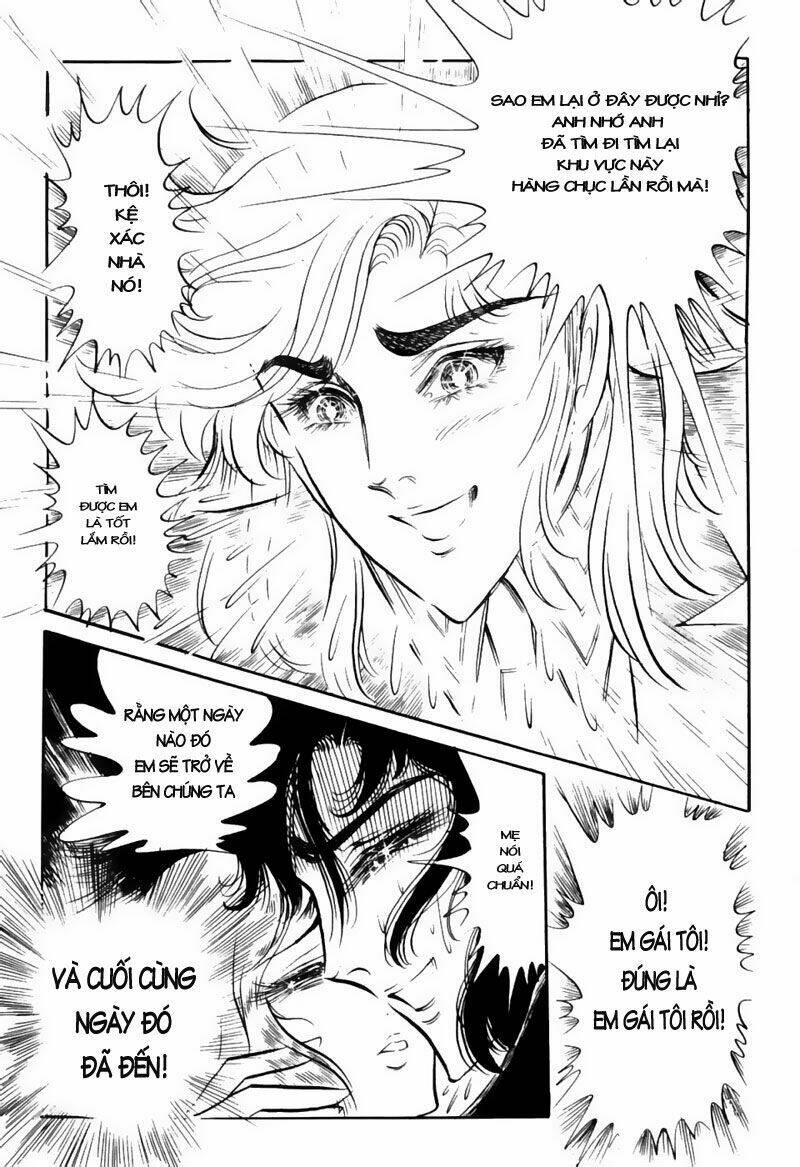 SAO EM LẠI Ở ĐÂY ĐƯỢC NHỈ?
ANH NHỚ ANH
ĐÃ TÌM ĐI TÌM LẠI
KHU VỰC NÀY
HÀNG CHỤC LẦN RỒI MÀ!
THÔI!
KỆ
XÁC
NHÀ
NÓ!
TÌM
ĐƯỢC EM
LÀ TỐT
LẮM RỒI!
ÔI!
EM GÁI TÔI!
ĐÚNG LÀ
EM GÁI TÔI RỒI!
MẸ
NÓI
QUÁ
CHUẨN!
RẰNG MỘT NGÀY
NÀO ĐÓ
EM SẼ TRỞ VỀ
BÊN CHÚNG TA
VÀ CUỐI CÙNG
NGÀY ĐÓ
ĐÃ ĐẾN!